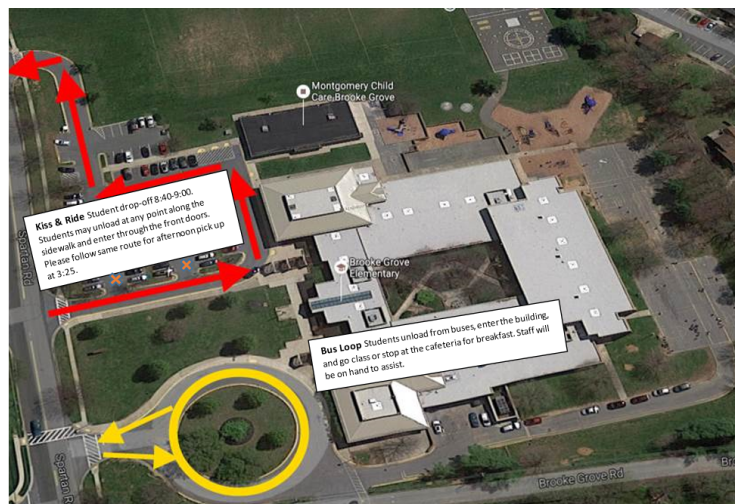 Montgomery Child
Care-Brooke Grove
Kiss & Ride Student drop-off 8:40-9:00.
Students may unload at any point along the
sidewalk and enter through the front doors.
Please follow same route for afternoon pick up
at 3:25.
Spartan Rd
Brooke Grove
Elementary
Bus Loop Students unload from buses, enter the building,
and go class or stop at the cafeteria for breakfast. Staff will
be on hand to assist.
Spartan R
Brooke Grove Rd
Bro